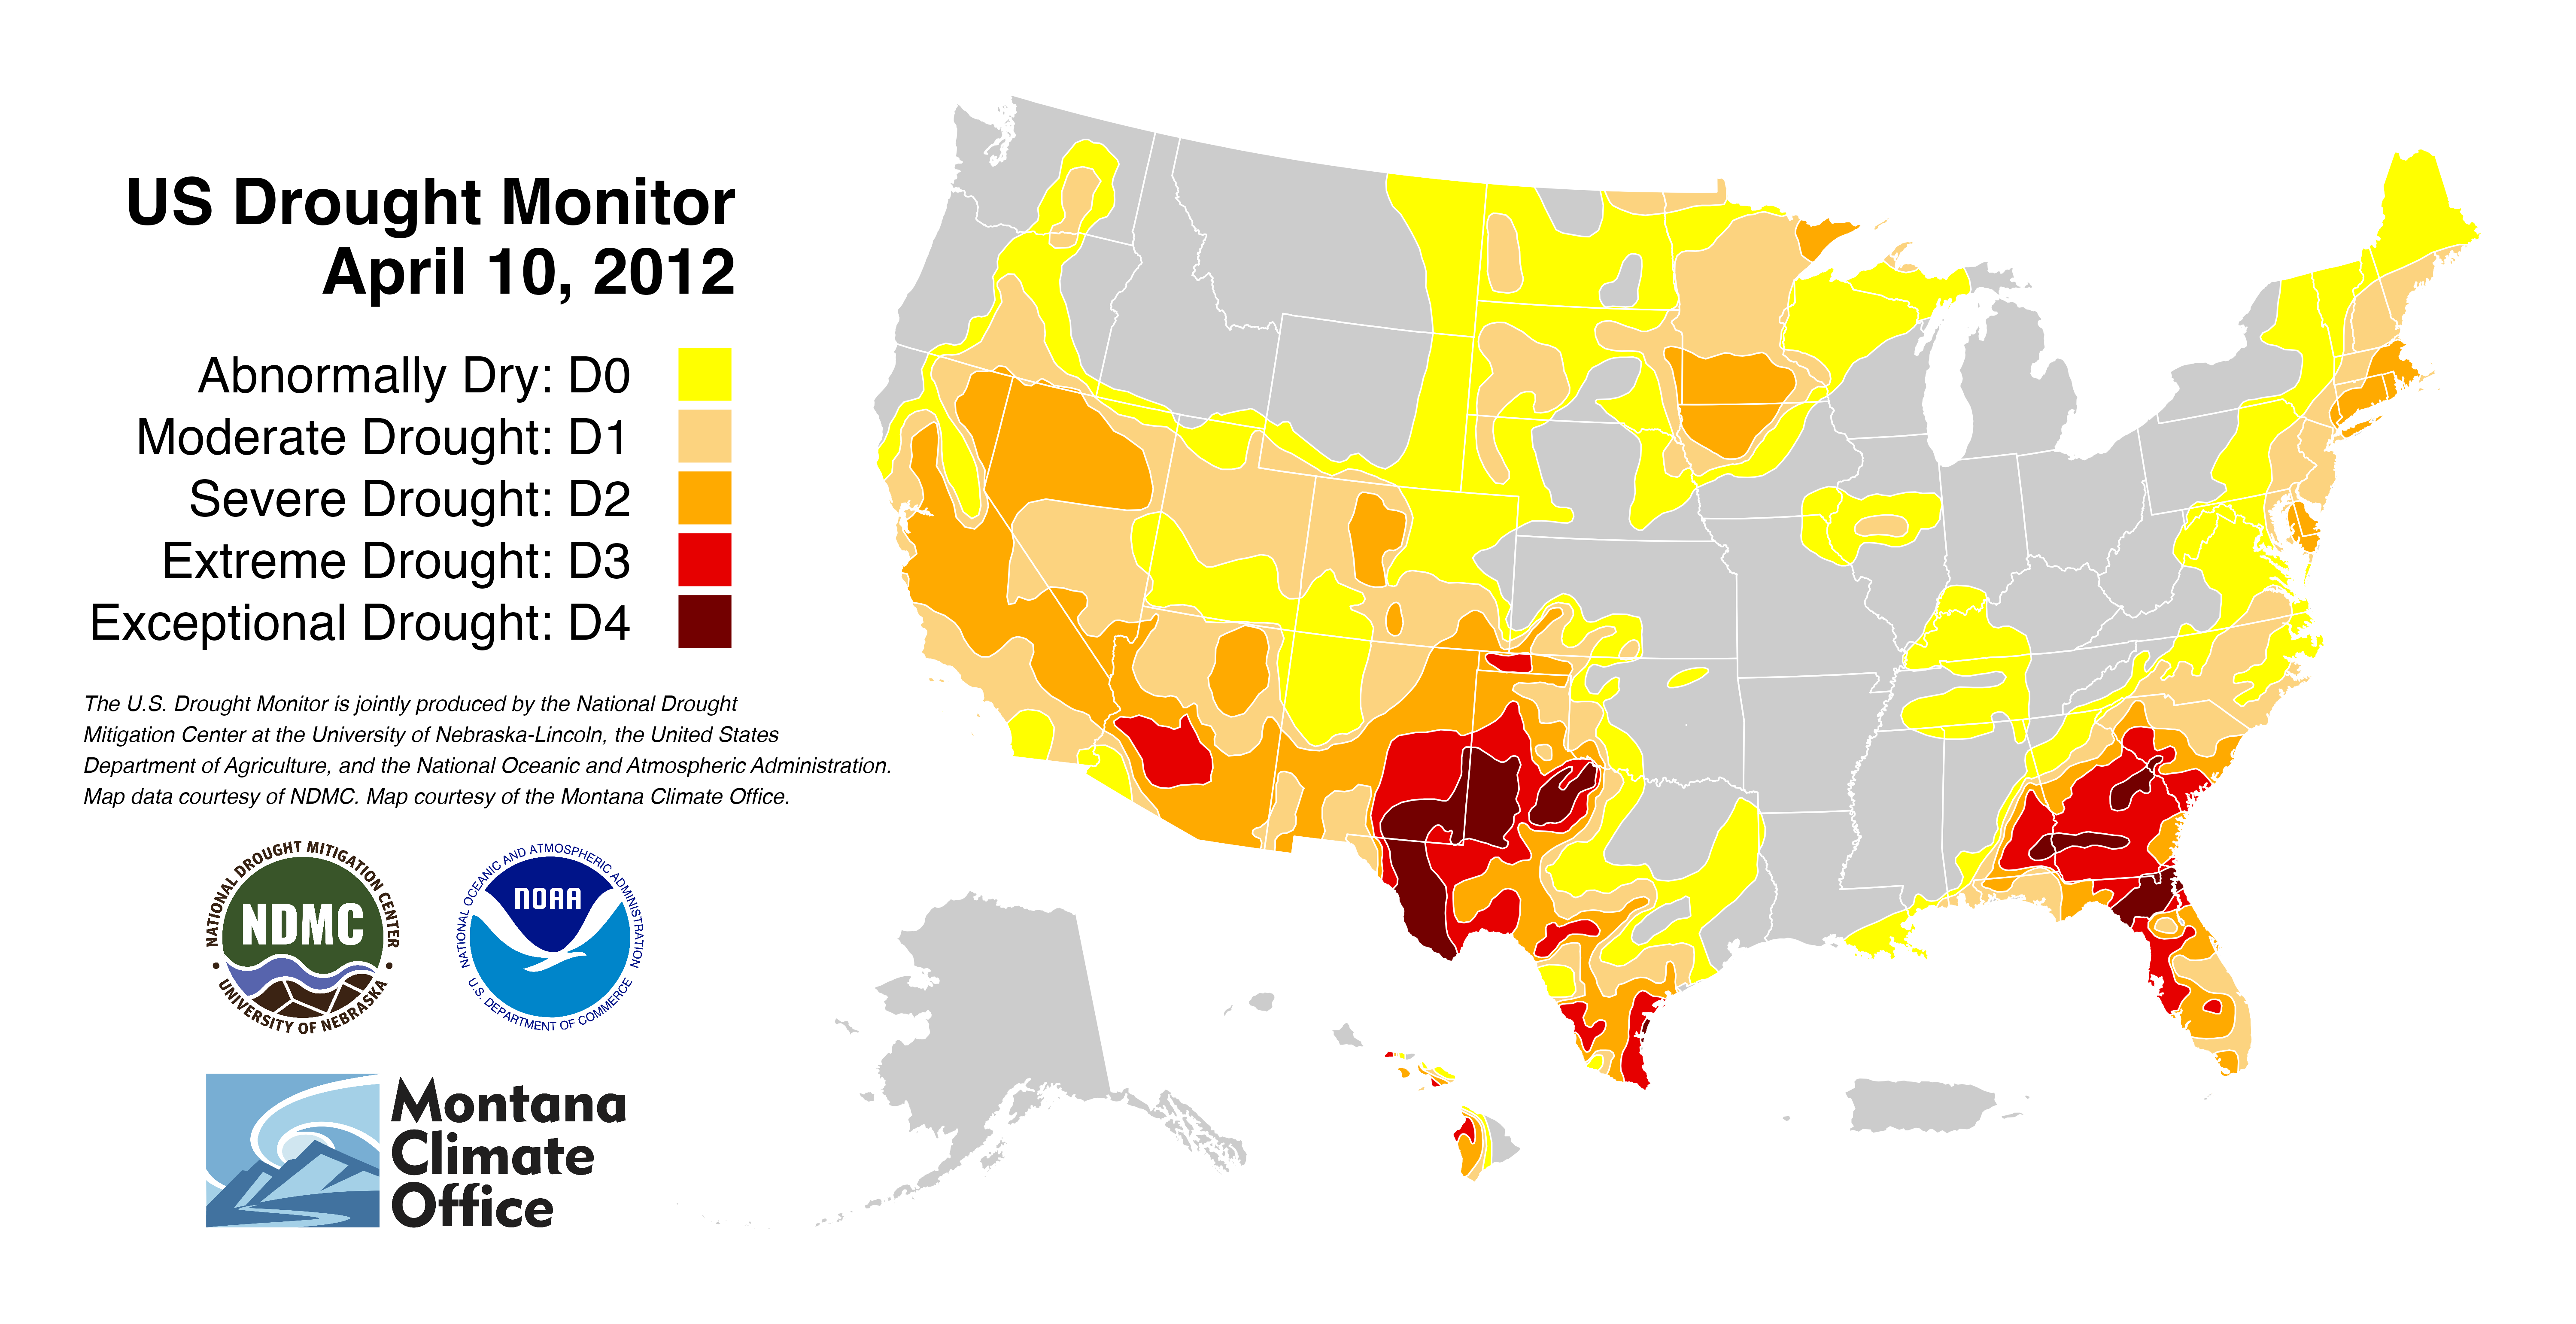 US Drought Monitor
April 10, 2012
Abnormally Dry: D0
Moderate Drought: D1
Severe Drought: D2
Extreme Drought: D3
Exceptional Drought: D4
The U.S. Drought Monitor is jointly produced by the National Drought
Mitigation Center at the University of Nebraska-Lincoln, the United States
Department of Agriculture, and the National Oceanic and Atmospheric Administration.
Map data courtesy of NDMC. Map courtesy of the Montana Climate Office.
NATIONAL DROUGHT MITIGATION CENTER
NDMC
UNIVERSITY OF NEBRASKA
NATIONAL OCEANIC AND ATMOSPHERIC ADMINISTRATION
NOAA
U.S. DEPARTMENT OF COMMERCE
Montana
Climate
Office